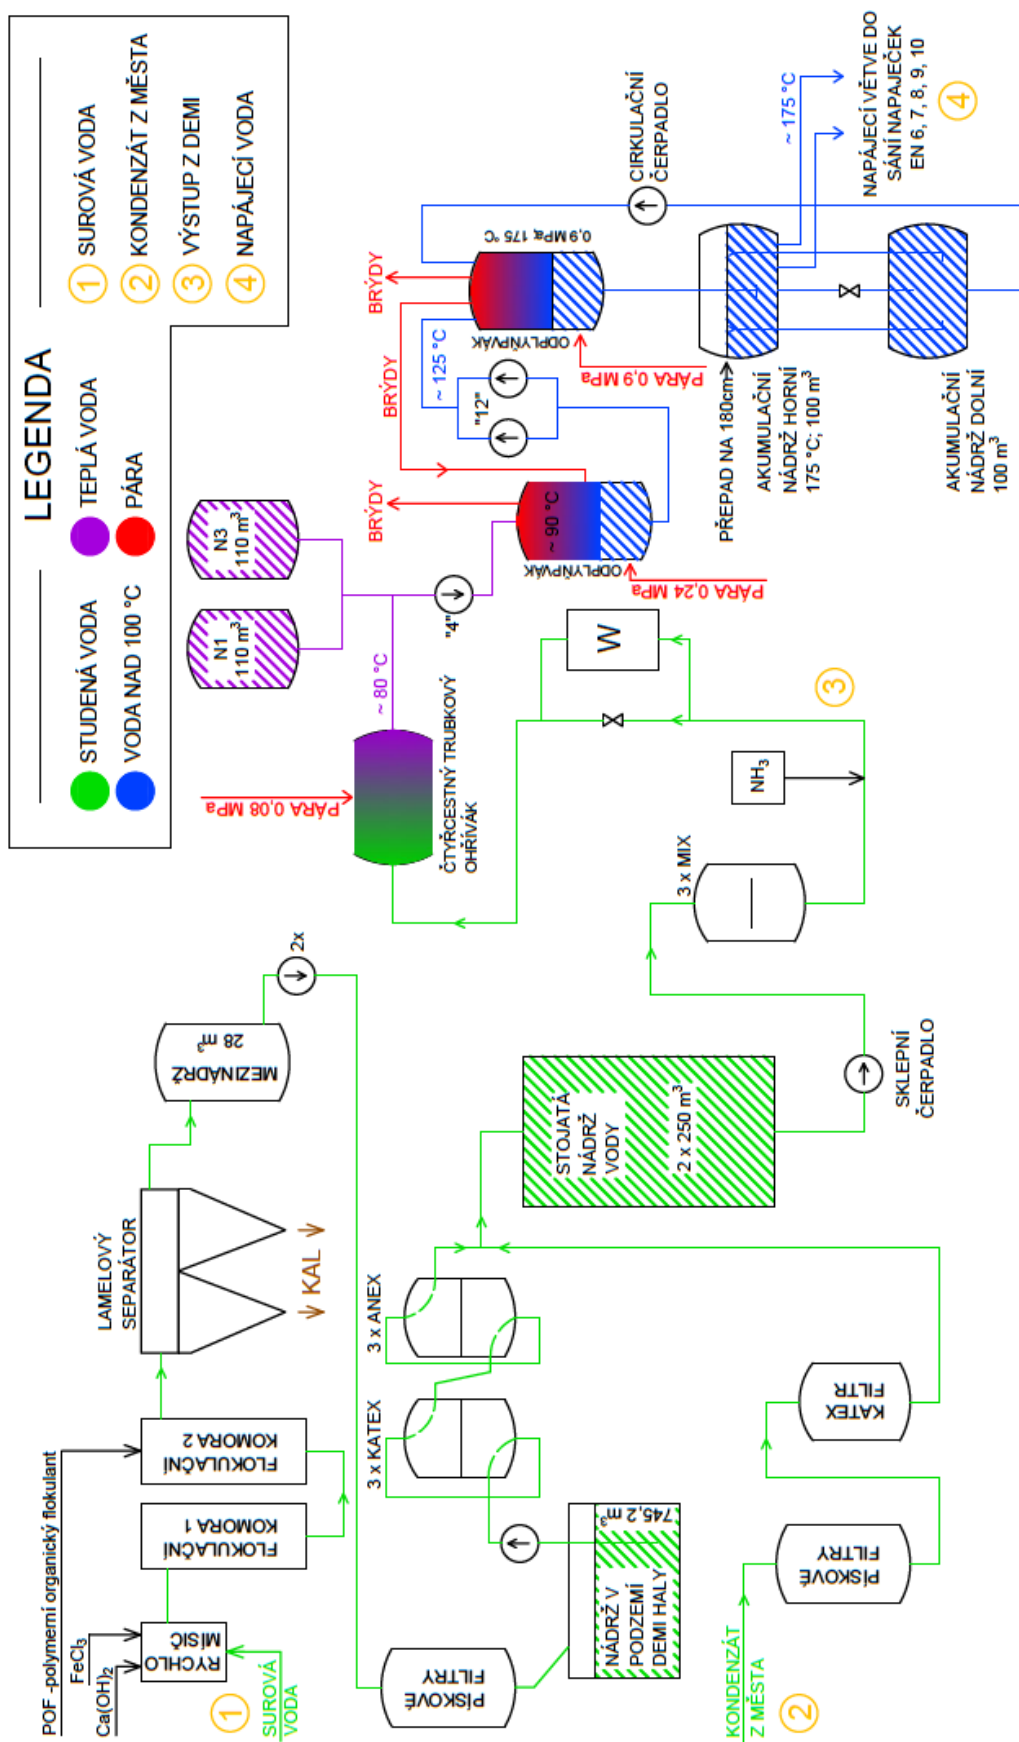 LEGENDA
STUDENÁ VODA
VODA NAD 100 °C
TEPLÁ VODA
PÁRA
1 SUROVÁ VODA
2 KONDENZÁT Z MĚSTA
3 VÝSTUP Z DEMI
4 NAPÁJECÍ VODA
POF -polymerní organický flokulant
FeCl3
Ca(OH)2
1
SUROVÁ
VODA
RYCHLO
MÍSIČ
FLOKULAČNÍ
KOMORA 1
FLOKULAČNÍ
KOMORA 2
LAMELOVÝ
SEPARÁTOR
KAL
MEZINÁDRŽ
28 m3
2x
PÍSKOVÉ
FILTRY
NÁDRŽ V
PODZEMÍ
DEMI HALY
745,2 m3
3 x KATEX
3 x ANEX
KONDENZÁT
Z MĚSTA
2
PÍSKOVÉ
FILTRY
KATEX
FILTR
STOJATÁ
NÁDRŽ
VODY
2 x 250 m3
SKLEPNÍ
ČERPADLO
3 x MIX
NH3
3
W
ČTYŘCESTNÝ TRUBKOVÝ
OHŘÍVÁK
PÁRA 0,08 MPa
~ 80 °C
N1
110 m3
N3
110 m3
"4"
ODPLYŇPVÁK
~ 90 °C
PÁRA 0,24 MPa
BRÝDY
BRÝDY
BRÝDY
"12"
~ 125 °C
ODPLYŇPVÁK
0,9 MPa; 175 °C
PÁRA 0,9 MPa
CIRKULAČNÍ
ČERPADLO
PŘEPAD NA 180cm
AKUMULAČNÍ
NÁDRŽ HORNÍ
175 °C; 100 m3
AKUMULAČNÍ
NÁDRŽ DOLNÍ
100 m3
~ 175 °C
NAPÁJECÍ VĚTVE DO
SÁNÍ NAPAJEČEK
EN 6, 7, 8, 9, 10
4